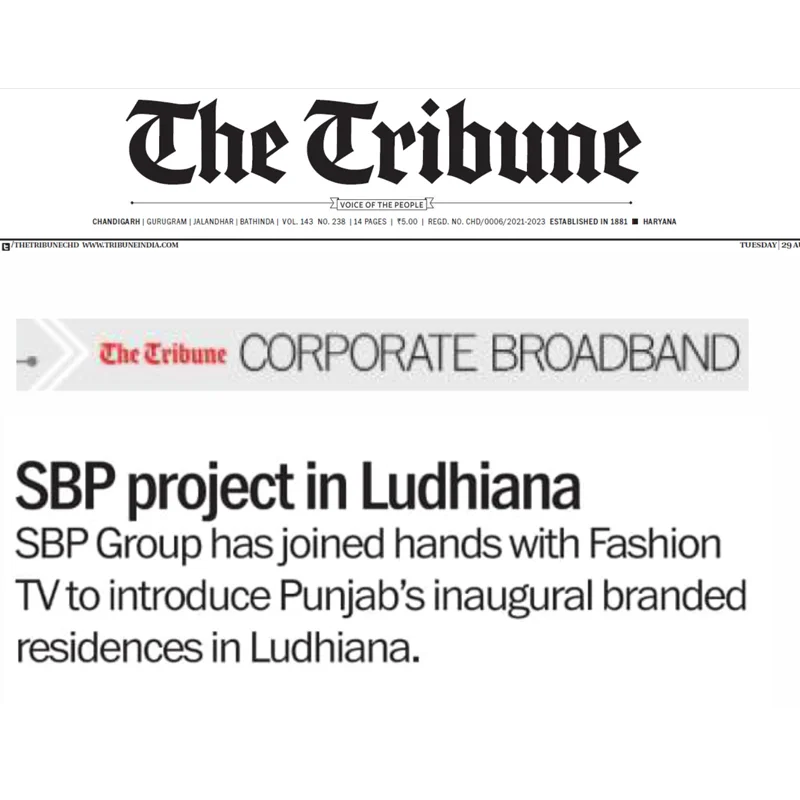 The Tribune
VOICE OF THE PEOPLE
CHANDIGARH | GURUGRAM | JALANDHAR | BATHINDA | VOL. 143 NO. 238 | 14 PAGES | ₹5.00 | REGD. NO. CHD/0006/2021-2023 ESTABLISHED IN 1881 ■ HARYANA
/THETRIBUNECHD WWW.TRIBUNEINDIA.COM TUESDAY | 29 AU
The Tribune CORPORATE BROADBAND
SBP project in Ludhiana
SBP Group has joined hands with Fashion
TV to introduce Punjab's inaugural branded
residences in Ludhiana.